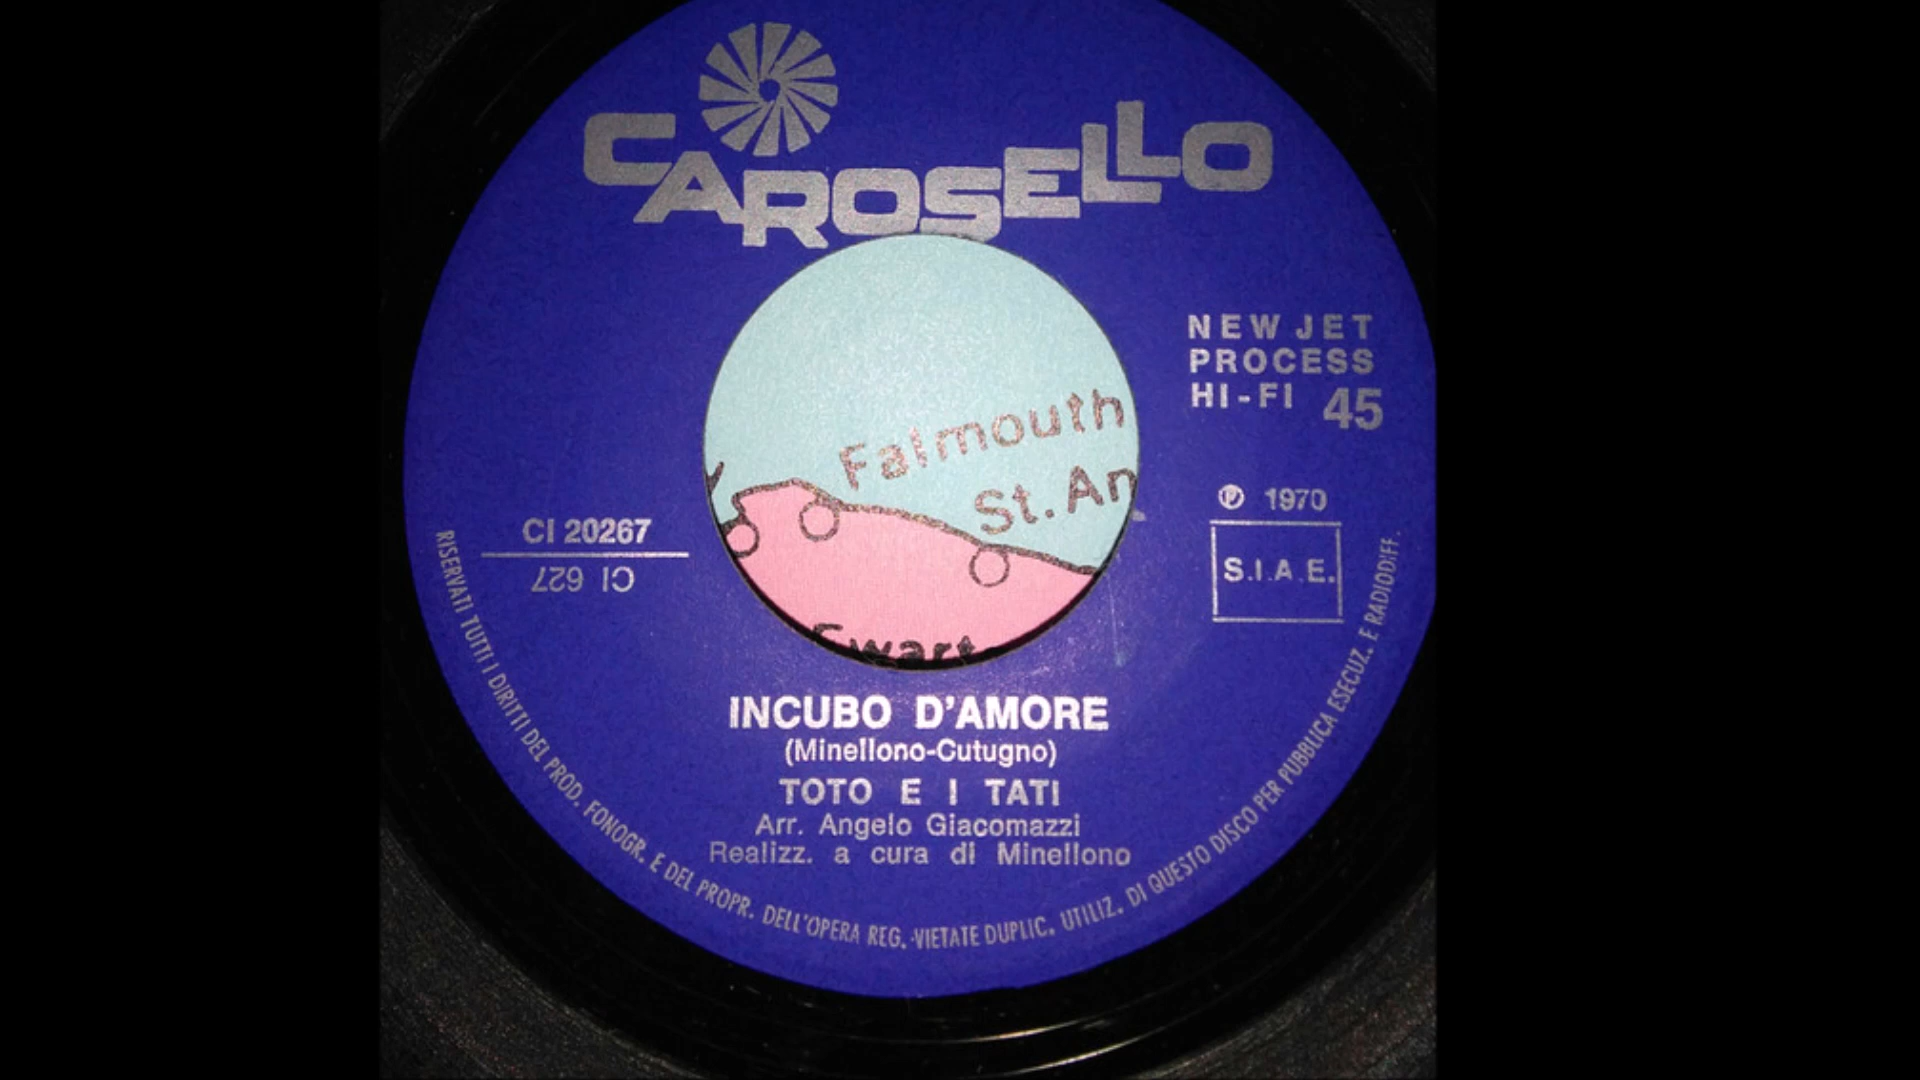 CAROSELLO
NEW JET
PROCESS
HI-FI 45
Falmouth
St. An
℗ 1970
S.I.A.E.
CI 20267
CI 627
INCUBO D'AMORE
(Minellono-Cutugno)
TOTO E I TATI
Arr. Angelo Giacomazzi
Realizz. a cura di Minellono
RISERVATI TUTTI I DIRITTI DEL PROD. FONOGR. E DEL PROPR. DELL'OPERA REG. - VIETATE DUPLIC. UTILIZ. DI QUESTO DISCO PER PUBBLICA ESECUZ. E RADIODIFF.